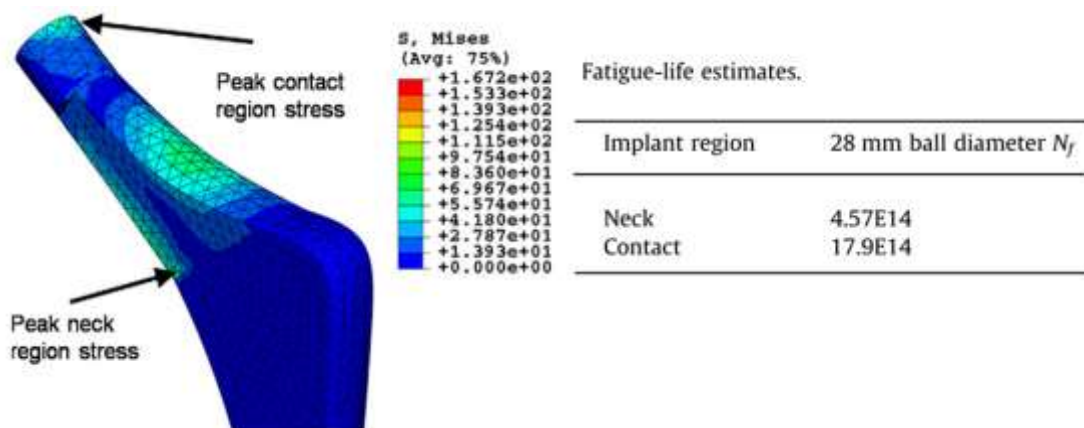 Peak contact
region stress
Peak neck
region stress
S, Mises
(Avg: 75%)
+1.672e+02
+1.533e+02
+1.393e+02
+1.254e+02
+1.115e+02
+9.754e+01
+8.360e+01
+6.967e+01
+5.574e+01
+4.180e+01
+2.787e+01
+1.393e+01
+0.000e+00
Fatigue-life estimates.
Implant region 28 mm ball diameter Nf
Neck 4.57E14
Contact 17.9E14